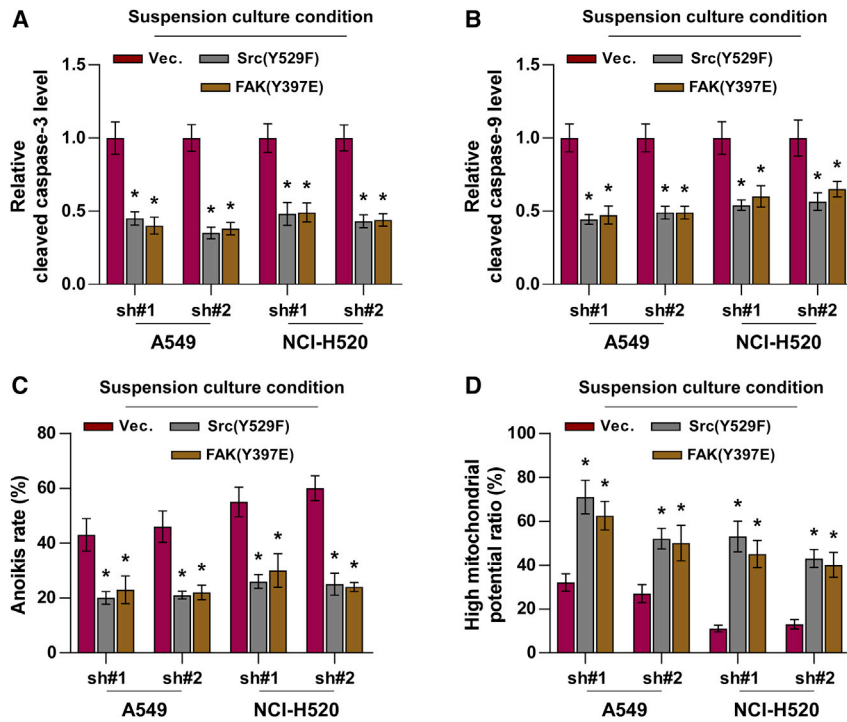 A
Suspension culture condition
Vec.
Src(Y529F)
FAK(Y397E)
Relative
cleaved caspase-3 level
1.5
1.0
0.5
0.0
* * * * * * * *
sh#1 sh#2 sh#1 sh#2
A549 NCI-H520
B
Suspension culture condition
Vec.
Src(Y529F)
FAK(Y397E)
Relative
cleaved caspase-9 level
1.5
1.0
0.5
0.0
* * * * * * * *
sh#1 sh#2 sh#1 sh#2
A549 NCI-H520
C
Suspension culture condition
Vec.
Src(Y529F)
FAK(Y397E)
Anoikis rate (%)
80
60
40
20
0
* * * * * * * *
sh#1 sh#2 sh#1 sh#2
A549 NCI-H520
D
Suspension culture condition
Vec.
Src(Y529F)
FAK(Y397E)
High mitochondrial
potential ratio (%)
100
80
60
40
20
0
* * * * * * * *
sh#1 sh#2 sh#1 sh#2
A549 NCI-H520